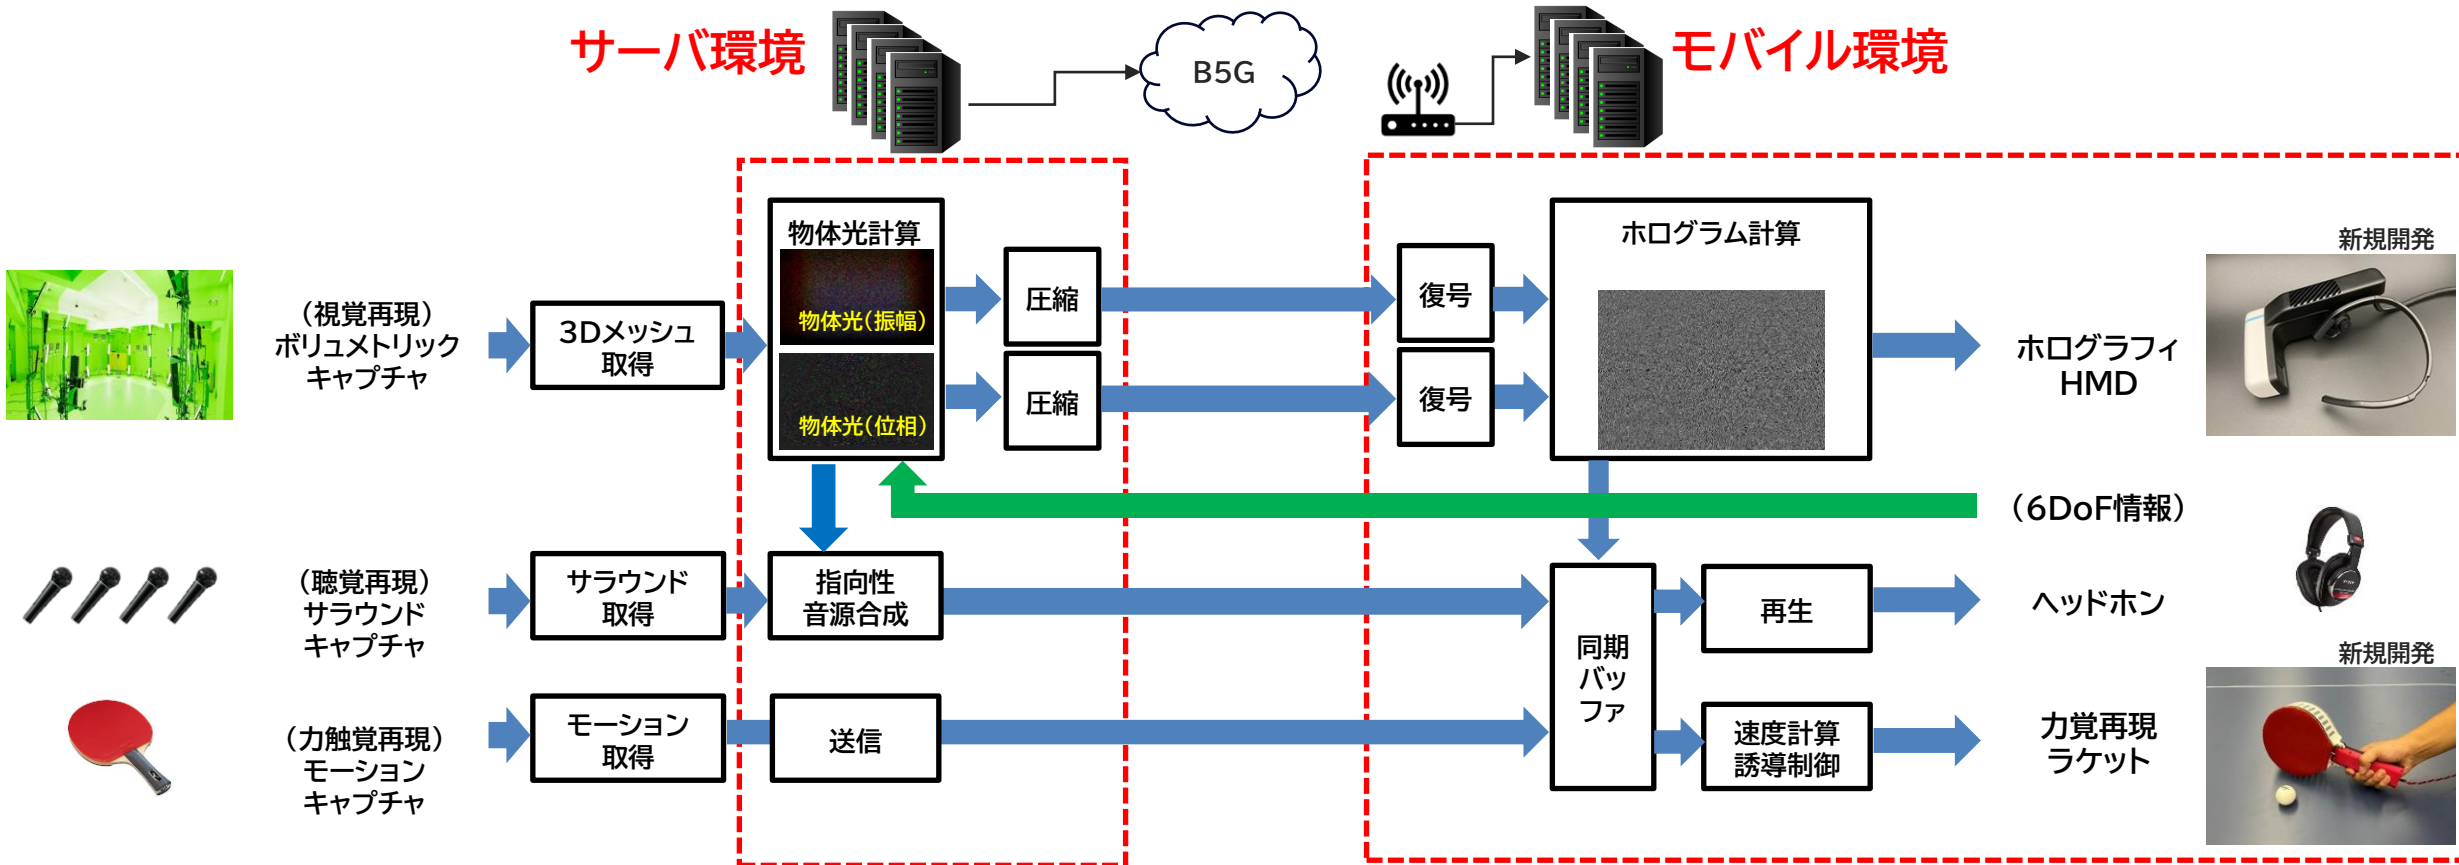 サーバ環境
B5G
モバイル環境
物体光計算
物体光(振幅)
物体光(位相)
圧縮
圧縮
復号
復号
ホログラム計算
新規開発
(視覚再現)
ボリュメトリック
キャプチャ
3Dメッシュ
取得
ホログラフィ
HMD
(6DoF情報)
(聴覚再現)
サラウンド
キャプチャ
サラウンド
取得
指向性
音源合成
同期
バッ
ファ
再生
ヘッドホン
新規開発
(力触覚再現)
モーション
キャプチャ
モーション
取得
送信
速度計算
誘導制御
力覚再現
ラケット